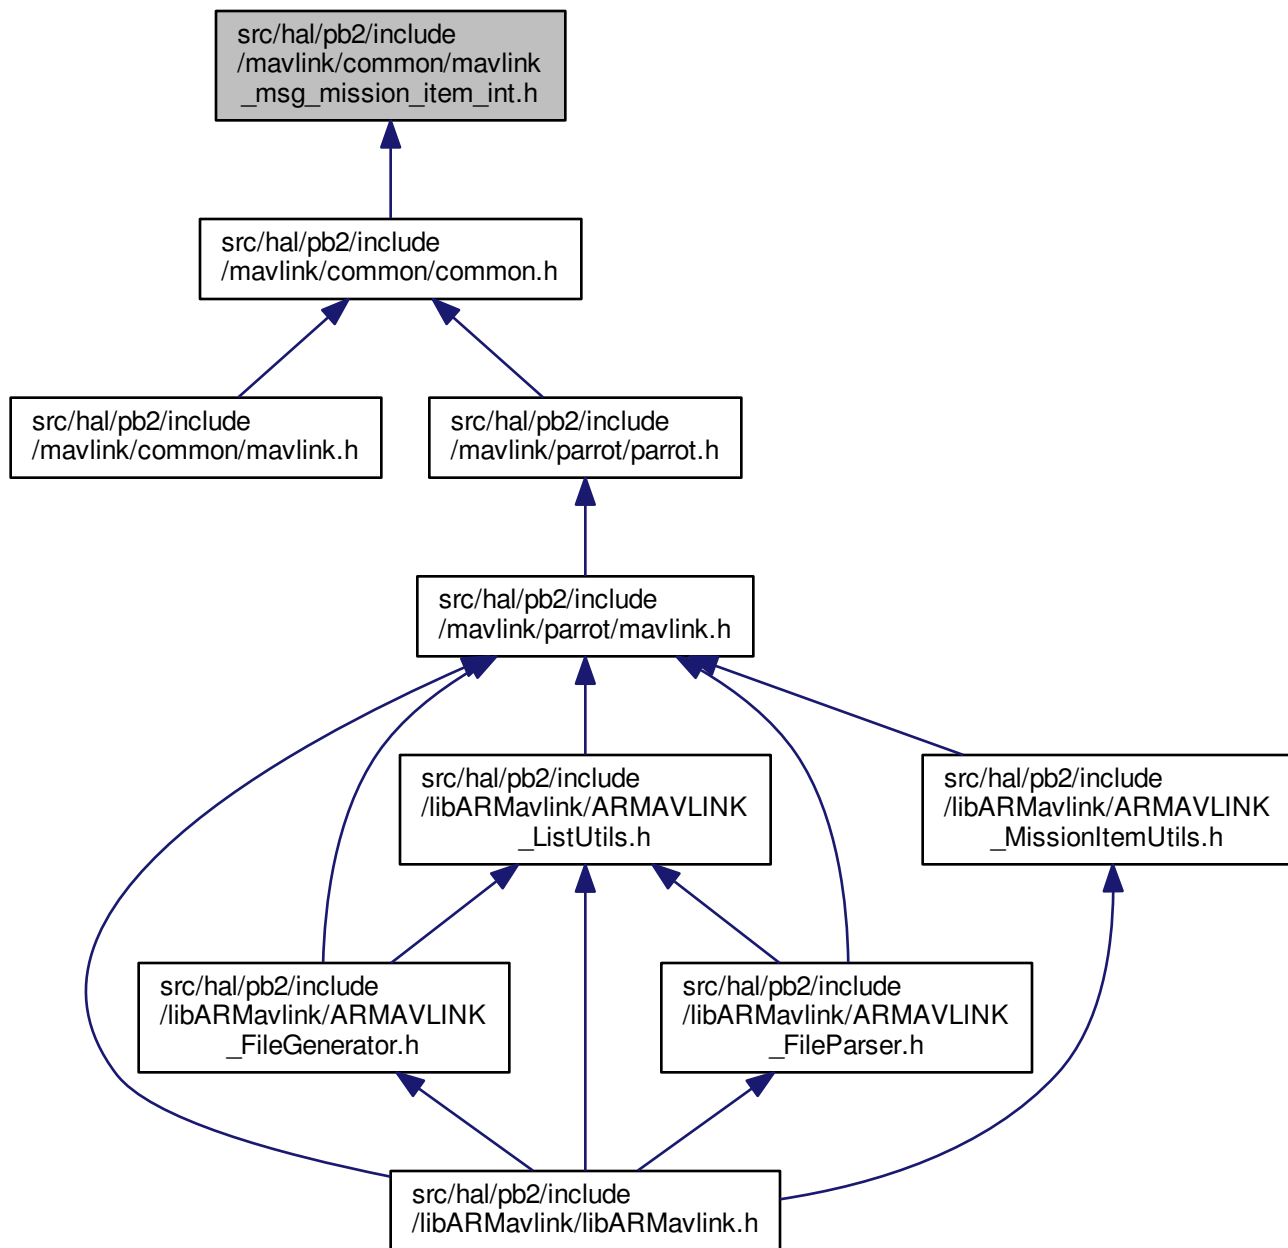 src/hal/pb2/include
/mavlink/common/mavlink
_msg_mission_item_int.h
src/hal/pb2/include
/mavlink/common/common.h
src/hal/pb2/include
/mavlink/common/mavlink.h
src/hal/pb2/include
/mavlink/parrot/parrot.h
src/hal/pb2/include
/mavlink/parrot/mavlink.h
src/hal/pb2/include
/libARMavlink/ARMAVLINK
_ListUtils.h
src/hal/pb2/include
/libARMavlink/ARMAVLINK
_MissionItemUtils.h
src/hal/pb2/include
/libARMavlink/ARMAVLINK
_FileGenerator.h
src/hal/pb2/include
/libARMavlink/ARMAVLINK
_FileParser.h
src/hal/pb2/include
/libARMavlink/libARMavlink.h